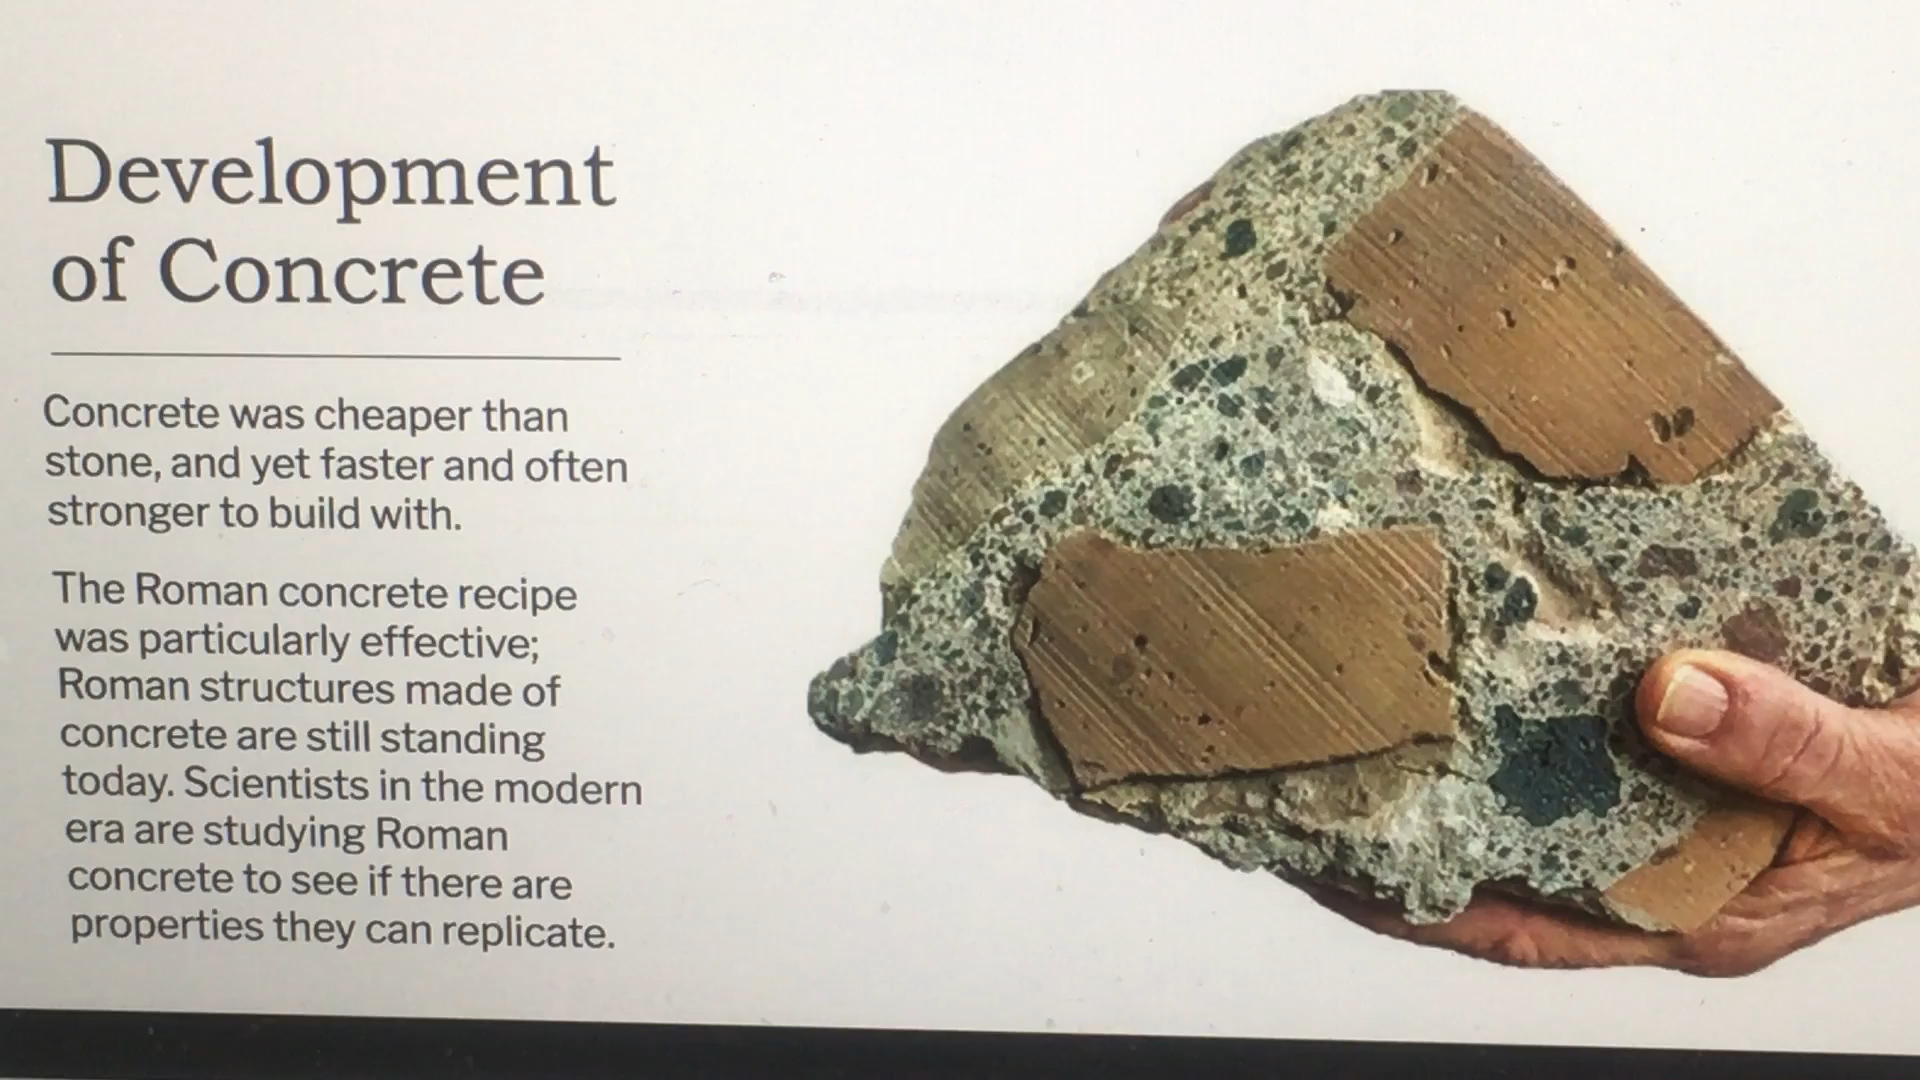 Development
of Concrete
Concrete was cheaper than
stone, and yet faster and often
stronger to build with.
The Roman concrete recipe
was particularly effective;
Roman structures made of
concrete are still standing
today. Scientists in the modern
era are studying Roman
concrete to see if there are
properties they can replicate.